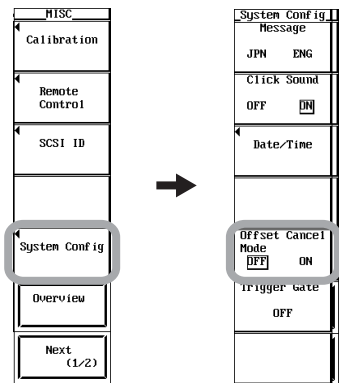 MISC
Calibration
Remote
Control
SCSI ID
System Config
Overview
Next
(1/2)
System Config
Message
JPN ENG
Click Sound
OFF ON
Date/Time
Offset Cancel
Mode
OFF ON
Trigger Gate
OFF